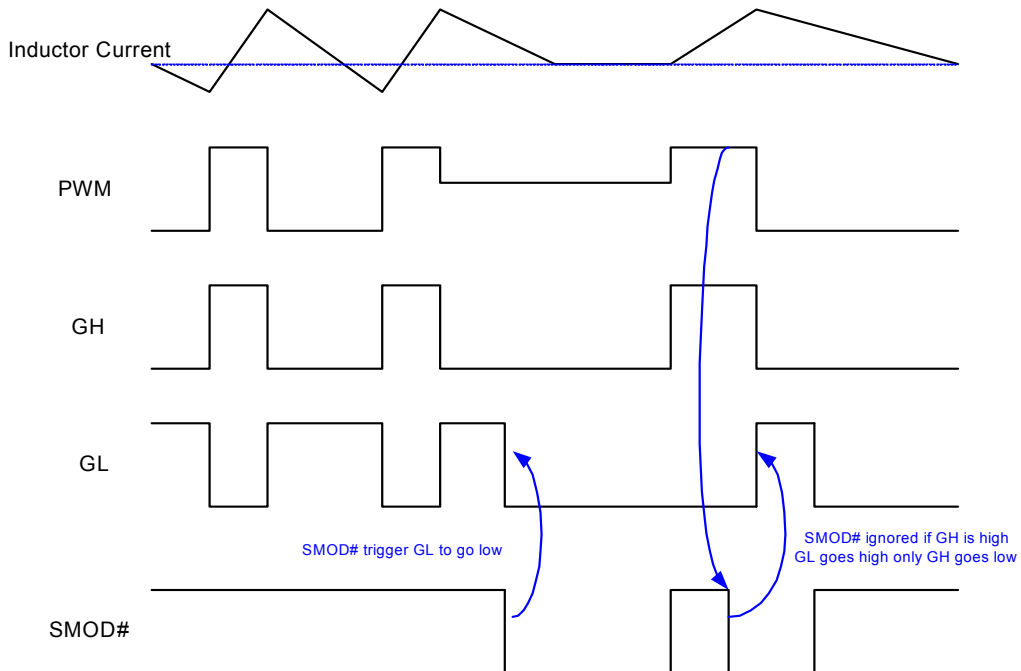 Inductor Current
PWM
GH
GL
SMOD# trigger GL to go low
SMOD# ignored if GH is high
GL goes high only GH goes low
SMOD#